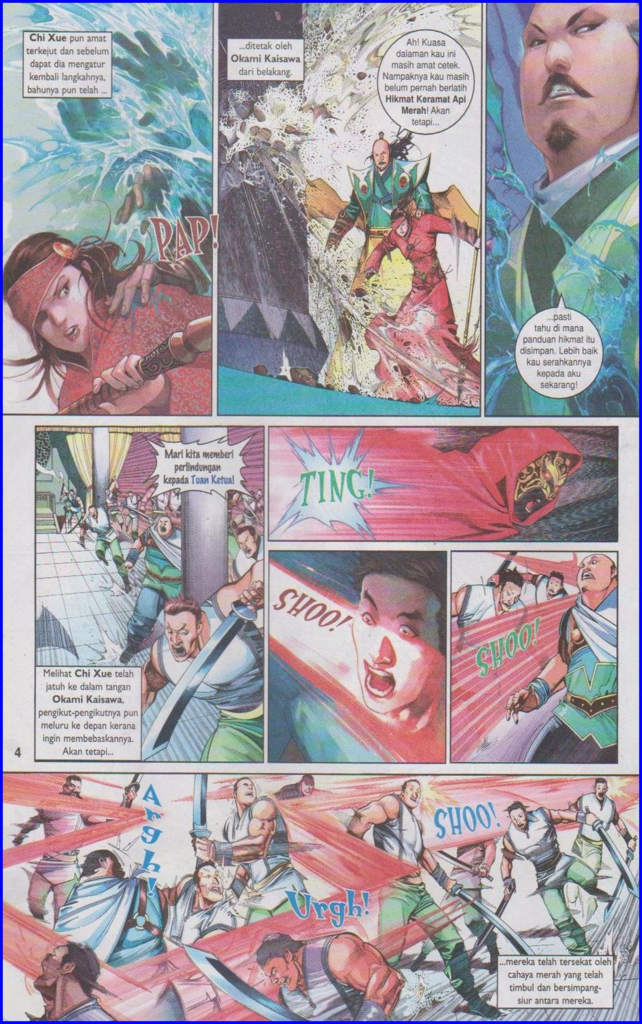 Chi Xue pun amat
terkejut dan sebelum
dapat dia mengatur
kembali langkahnya,
bahunya pun telah ...
PAP!
...ditetak oleh
Okami Kaisawa
dari belakang.
Ah! Kuasa
dalaman kau ini
masih amat cetek.
Nampaknya kau masih
belum pernah berlatih
Hikmat Keramat Api
Merah! Akan
tetapi...
...pasti
tahu di mana
panduan hikmat itu
disimpan. Lebih baik
kau serahkannya
kepada aku
sekarang!
Mari kita memberi
perlindungan
kepada Tuan Ketua!
Melihat Chi Xue telah
jatuh ke dalam tangan
Okami Kaisawa,
pengikut-pengikutnya pun
meluru ke depan kerana
ingin membebaskannya.
Akan tetapi...
TING!
SHOO!
SHOO!
4
Argh!
Urgh!
SHOO!
...mereka telah tersekat oleh
cahaya merah yang telah
timbul dan bersimpang-
siur antara mereka.